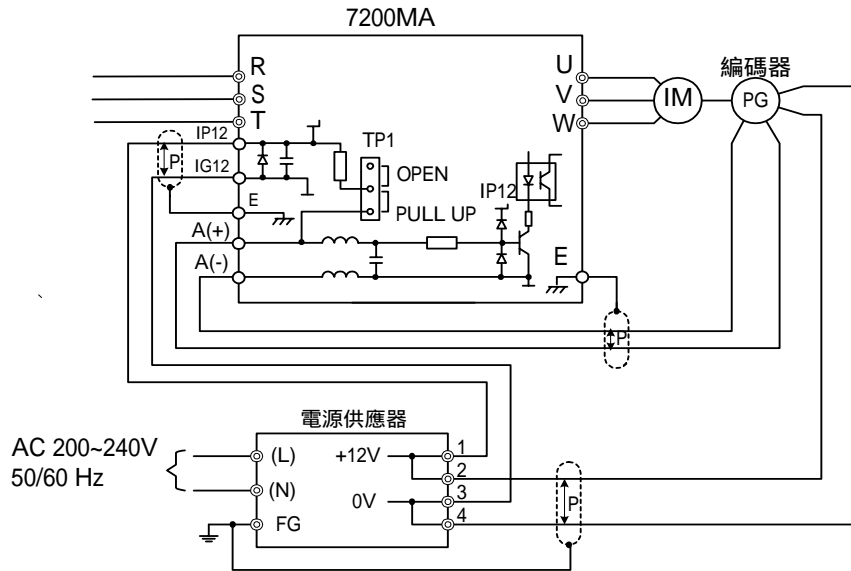 7200MA
編碼器
R
S
T
U
V
W
IM
PG
IP12
P
IG12
TP1
OPEN
PULL UP
IP12
E
A(+)
A(-)
E
P
電源供應器
AC 200~240V
50/60 Hz
(L)
(N)
FG
+12V
0V
1
2
3
4
P